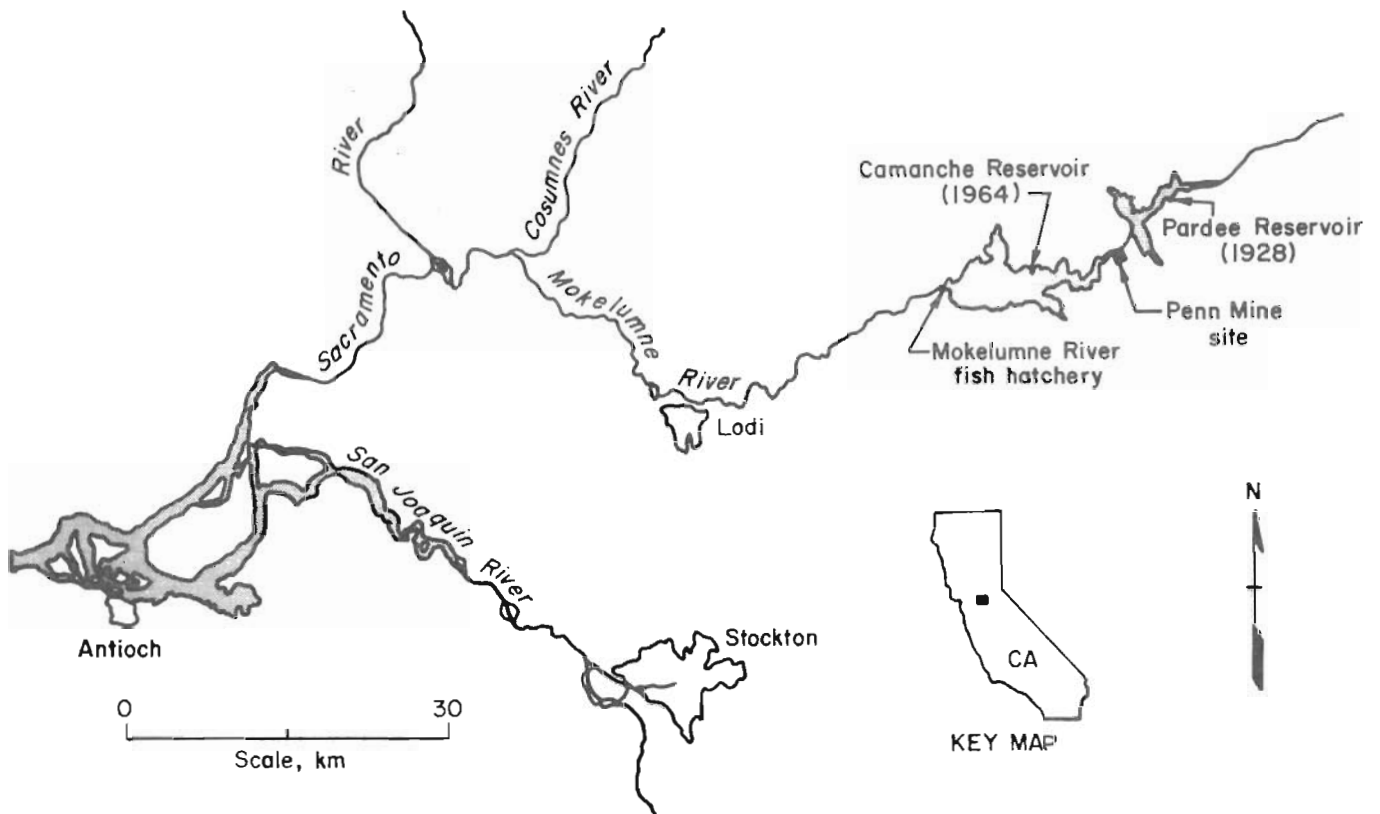 River
Cosumnes River
Camanche Reservoir
(1964)
Pardee Reservoir
(1928)
Sacramento
Mokelumne
Penn Mine
site
Mokelumne River
fish hatchery
River
Lodi
San
Joaquin
River
N
Antioch
Stockton
CA
0 30
Scale, km
KEY MAP